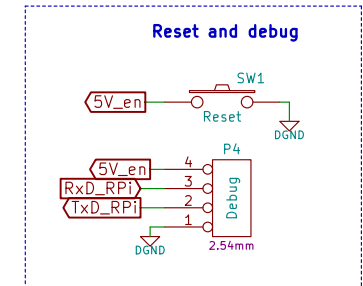 Reset and debug
SW1
5V_en
Reset
DGND
P4
5V_en 4
RxD_RPi 3
TxD_RPi 2
1
Debug
DGND
2.54mm